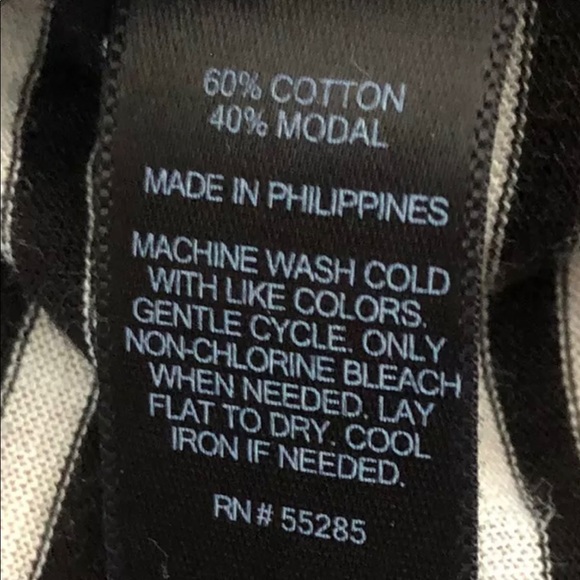 60% COTTON
40% MODAL
MADE IN PHILIPPINES
MACHINE WASH COLD
WITH LIKE COLORS.
GENTLE CYCLE. ONLY
NON-CHLORINE BLEACH
WHEN NEEDED. LAY
FLAT TO DRY. COOL
IRON IF NEEDED.
RN# 55285